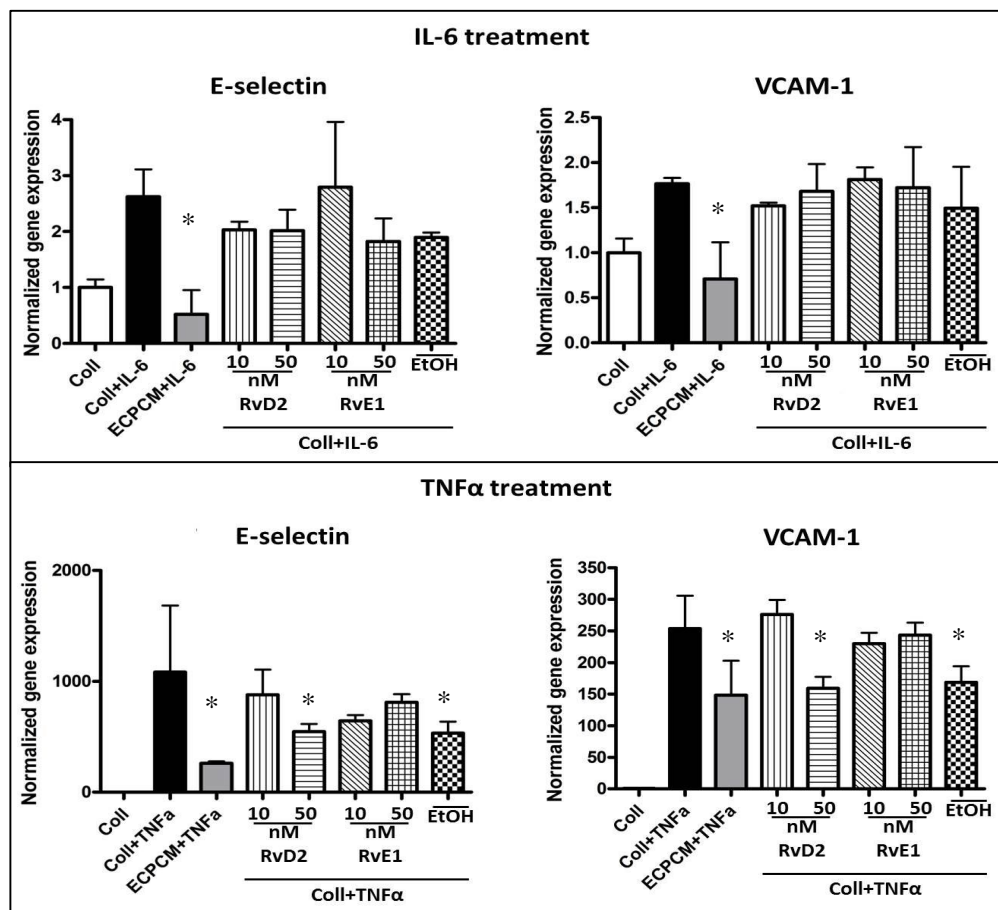 IL-6 treatment
E-selectin
Normalized gene expression
4
3
2
1
0
*
Coll
Coll+IL-6
ECPCM+IL-6
10 50 10 50 EtOH
nM nM
RvD2 RvE1
Coll+IL-6
VCAM-1
Normalized gene expression
2.5
2.0
1.5
1.0
0.5
0.0
*
Coll
Coll+IL-6
ECPCM+IL-6
10 50 10 50 EtOH
nM nM
RvD2 RvE1
Coll+IL-6
TNFα treatment
E-selectin
Normalized gene expression
2000
1000
0
* * *
Coll
Coll+TNFa
ECPCM+TNFa
10 50 10 50 EtOH
nM nM
RvD2 RvE1
Coll+TNFα
VCAM-1
Normalized gene expression
350
300
250
200
150
100
50
0
* * *
Coll
Coll+TNFa
ECPCM+TNFa
10 50 10 50 EtOH
nM nM
RvD2 RvE1
Coll+TNFα